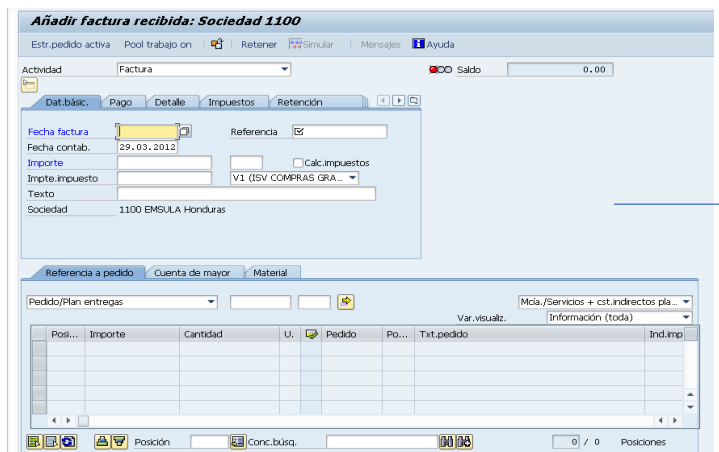 Añadir factura recibida: Sociedad 1100
Estr.pedido activa Pool trabajo on Retener Simular Mensajes Ayuda
Actividad Factura Saldo 0.00
Dat.básic. Pago Detalle Impuestos Retención
Fecha factura Referencia
Fecha contab. 29.03.2012
Importe Calc.impuestos
Impte.impuesto V1 (ISV COMPRAS GRA...
Texto
Sociedad 1100 EMSULA Honduras
Referencia a pedido Cuenta de mayor Material
Pedido/Plan entregas Mcía./Servicios + cst.indirectos pla...
Var.visualiz. Información (toda)
Posi... Importe Cantidad U. Pedido Po... Txt.pedido Ind.imp
Posición Conc.búsq. 0 / 0 Posiciones